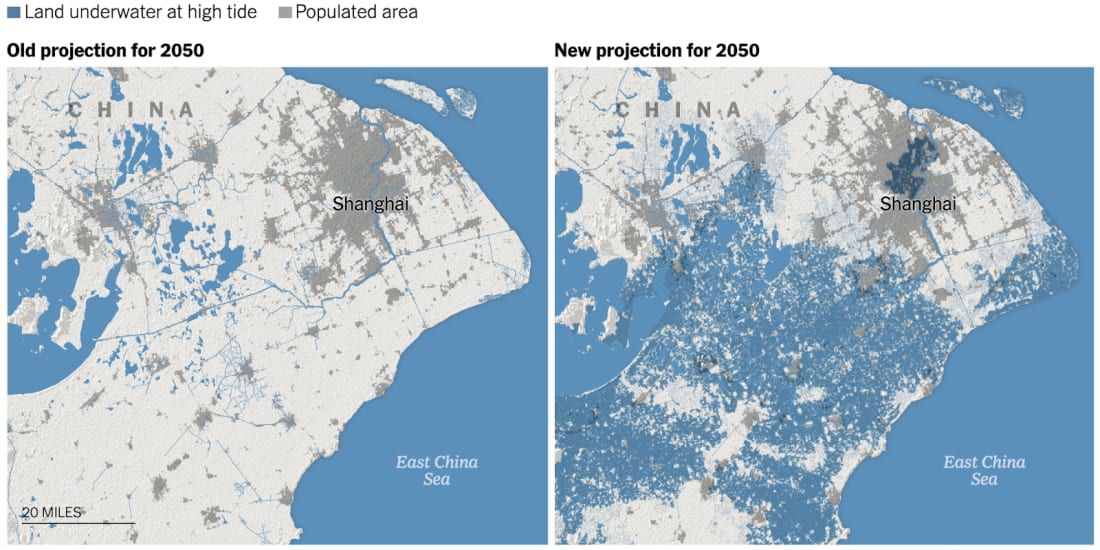 Land underwater at high tide
Populated area
Old projection for 2050
New projection for 2050
CHINA
Shanghai
East China
Sea
20 MILES
CHINA
Shanghai
East China
Sea